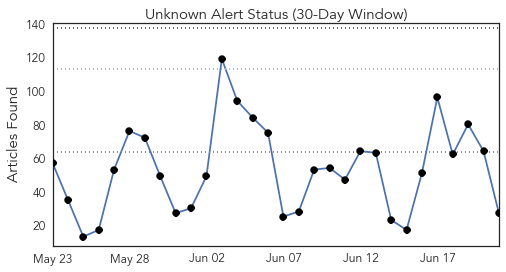 Unknown Alert Status (30-Day Window)
Articles Found
140
120
100
80
60
40
20
May 23 May 28 Jun 02 Jun 07 Jun 12 Jun 17